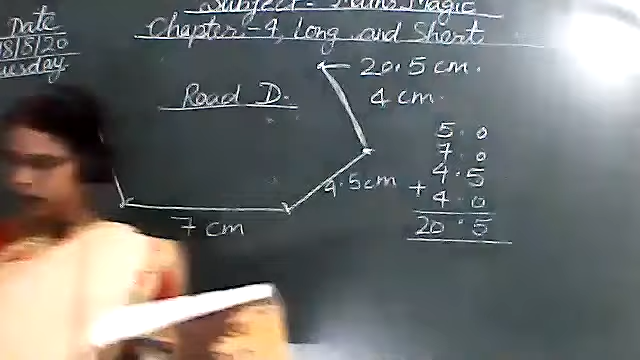 Subject - Maths Magic
Date
18/8/20
Tuesday.
Chapter-4, Long and Short
Road D.
20.5 cm.
4 cm.
4.5 cm
7 cm
5.0
7.0
4.5
+ 4.0
20.5